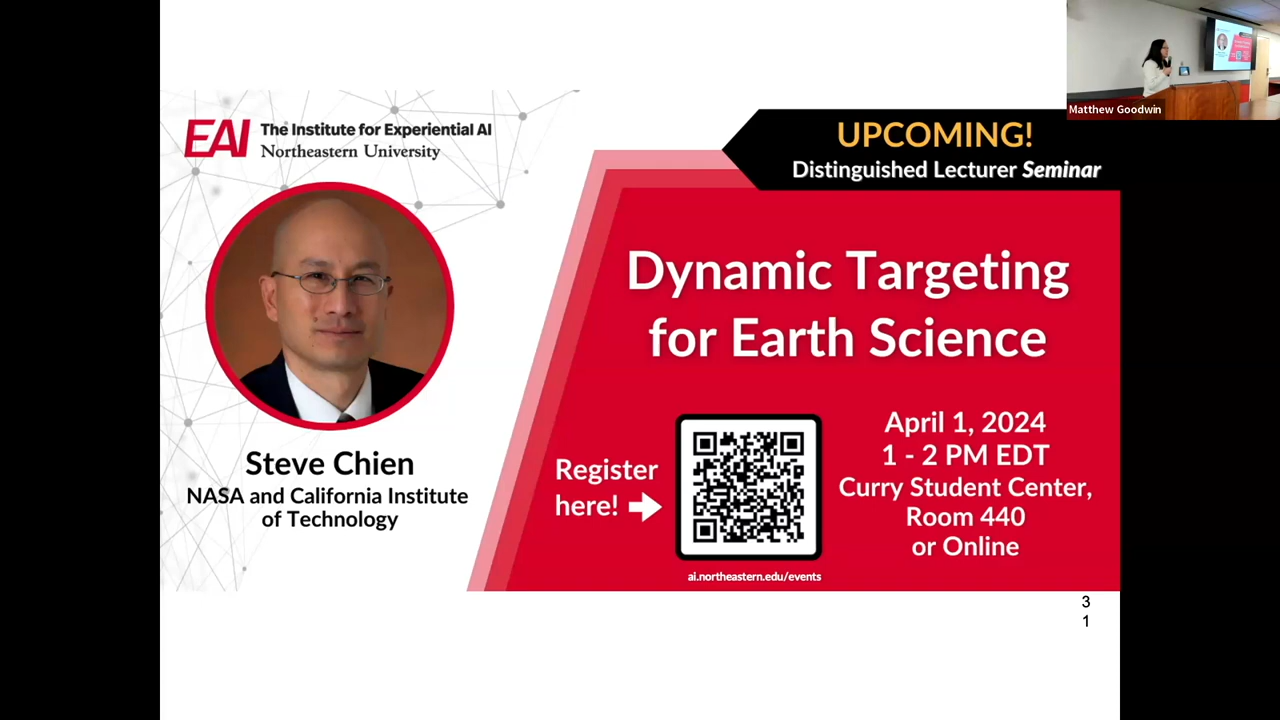 Matthew Goodwin
EAI
The Institute for Experiential AI
Northeastern University
UPCOMING!
Distinguished Lecturer Seminar
Dynamic Targeting
for Earth Science
Steve Chien
NASA and California Institute
of Technology
Register
here!
ai.northeastern.edu/events
April 1, 2024
1 - 2 PM EDT
Curry Student Center,
Room 440
or Online
3
1